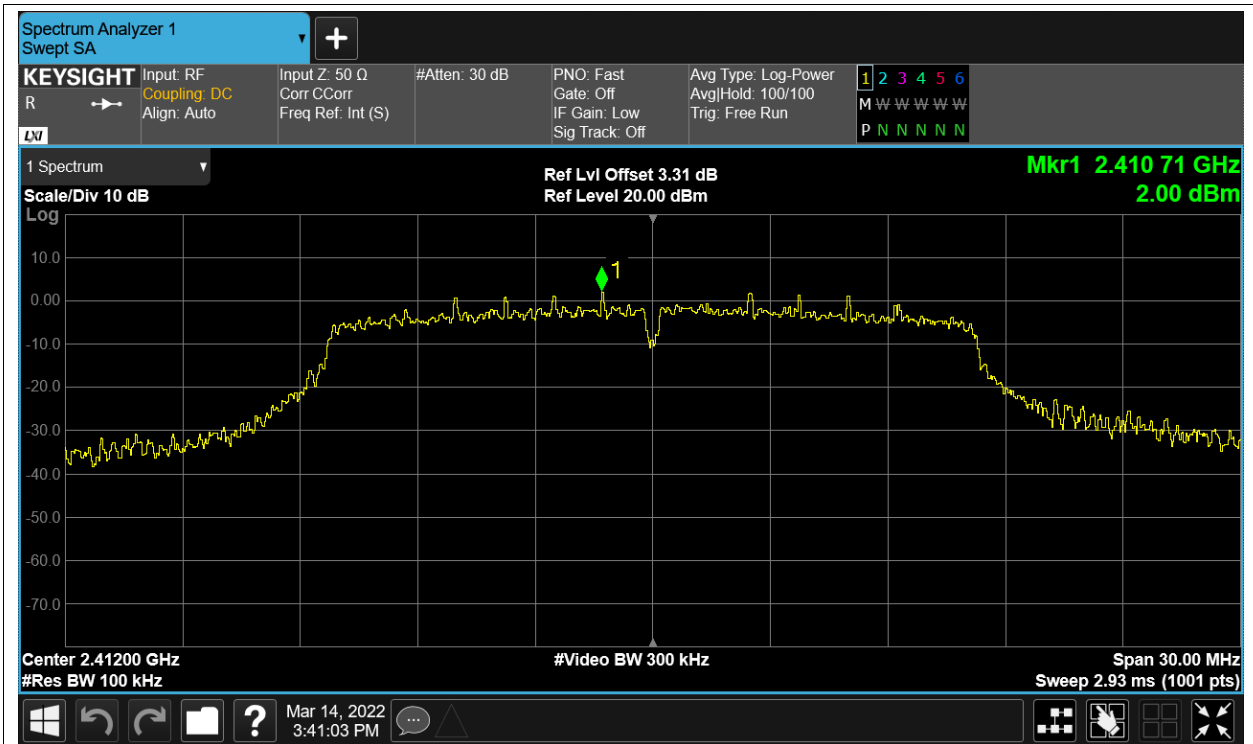 Spectrum Analyzer 1
Swept SA
KEYSIGHT
R
LXI
Input: RF
Coupling: DC
Align: Auto
Input Z: 50 Ω
Corr CCorr
Freq Ref: Int (S)
#Atten: 30 dB
PNO: Fast
Gate: Off
IF Gain: Low
Sig Track: Off
Avg Type: Log-Power
Avg|Hold: 100/100
Trig: Free Run
1 2 3 4 5 6
M W W W W W
P N N N N N
1 Spectrum
Scale/Div 10 dB
Log
Ref Lvl Offset 3.31 dB
Ref Level 20.00 dBm
Mkr1 2.410 71 GHz
2.00 dBm
10.0
0.00
-10.0
-20.0
-30.0
-40.0
-50.0
-60.0
-70.0
1
Center 2.41200 GHz
#Res BW 100 kHz
#Video BW 300 kHz
Span 30.00 MHz
Sweep 2.93 ms (1001 pts)
?
Mar 14, 2022
3:41:03 PM